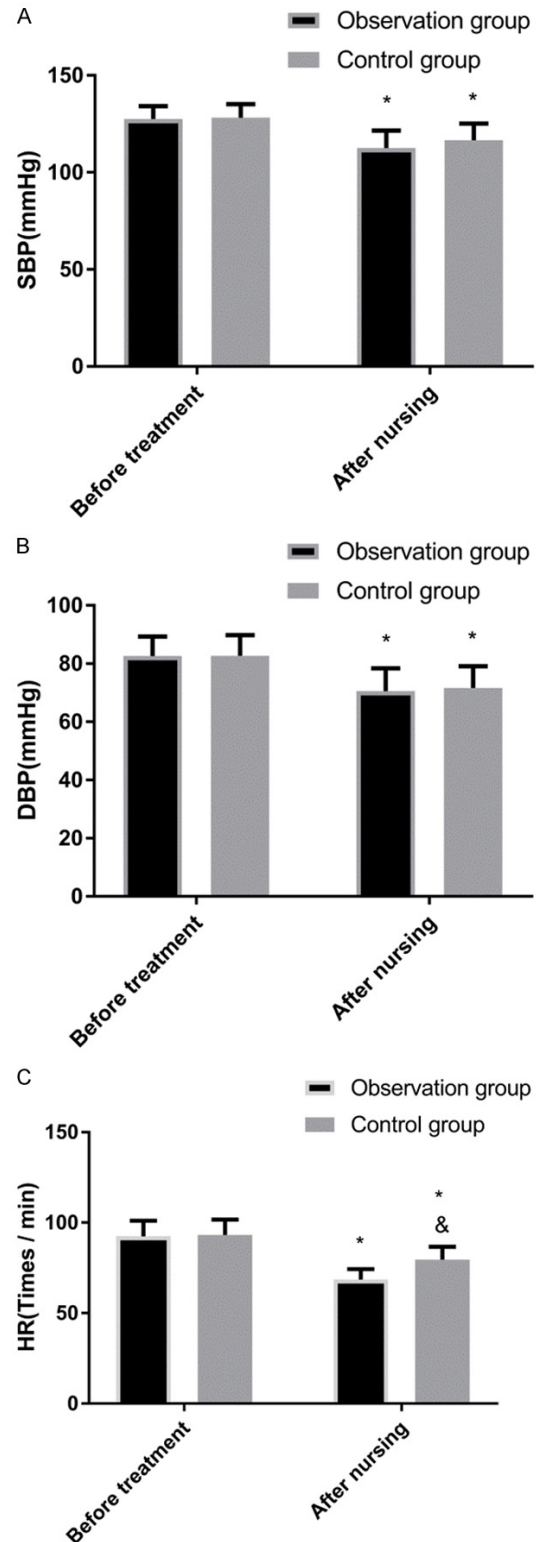 A
Observation group
Control group
SBP(mmHg)
150
100
50
0
* *
Before treatment
After nursing
B
Observation group
Control group
DBP(mmHg)
100
80
60
40
20
0
* *
Before treatment
After nursing
C
Observation group
Control group
HR(Times / min)
150
100
50
0
*
*
&
Before treatment
After nursing